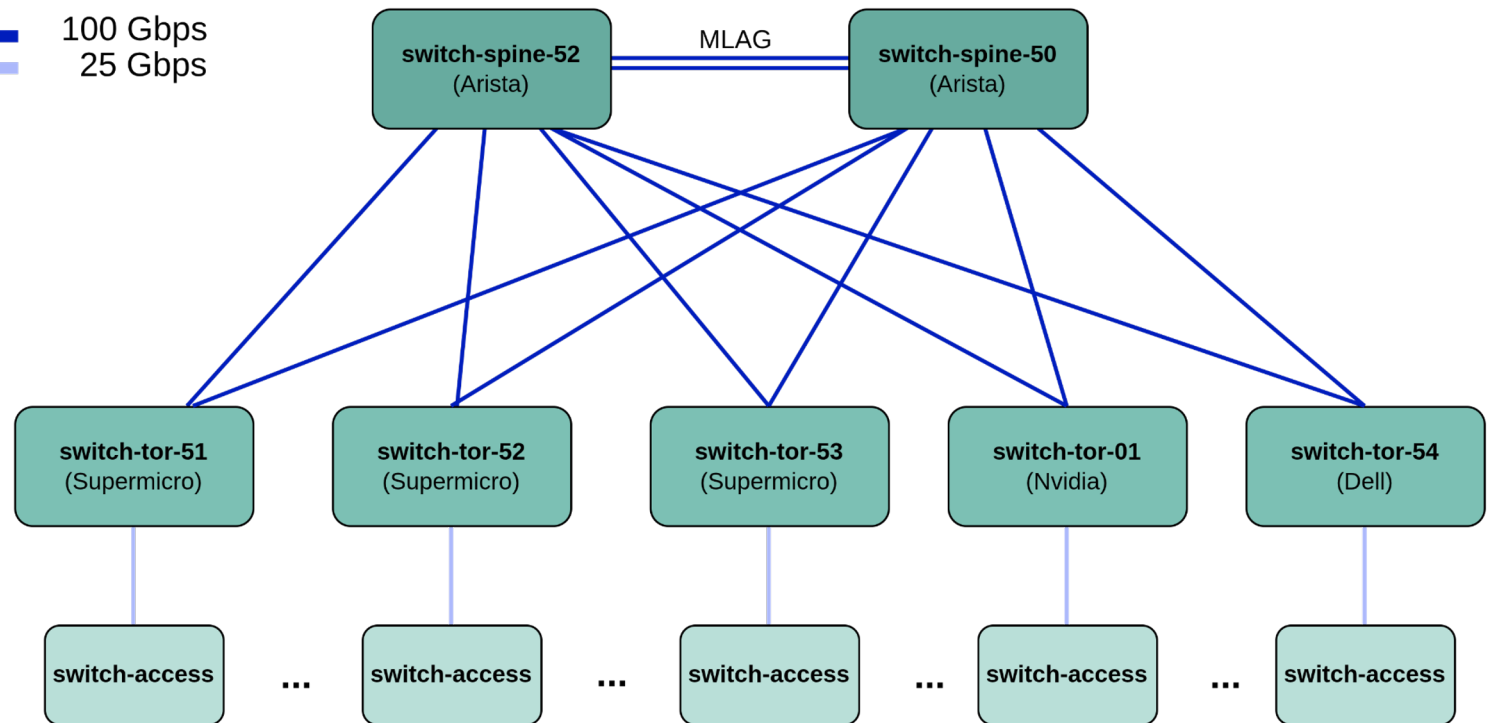 100 Gbps
25 Gbps
switch-spine-52
(Arista)
MLAG
switch-spine-50
(Arista)
switch-tor-51
(Supermicro)
switch-tor-52
(Supermicro)
switch-tor-53
(Supermicro)
switch-tor-01
(Nvidia)
switch-tor-54
(Dell)
switch-access
...
switch-access
...
switch-access
...
switch-access
...
switch-access